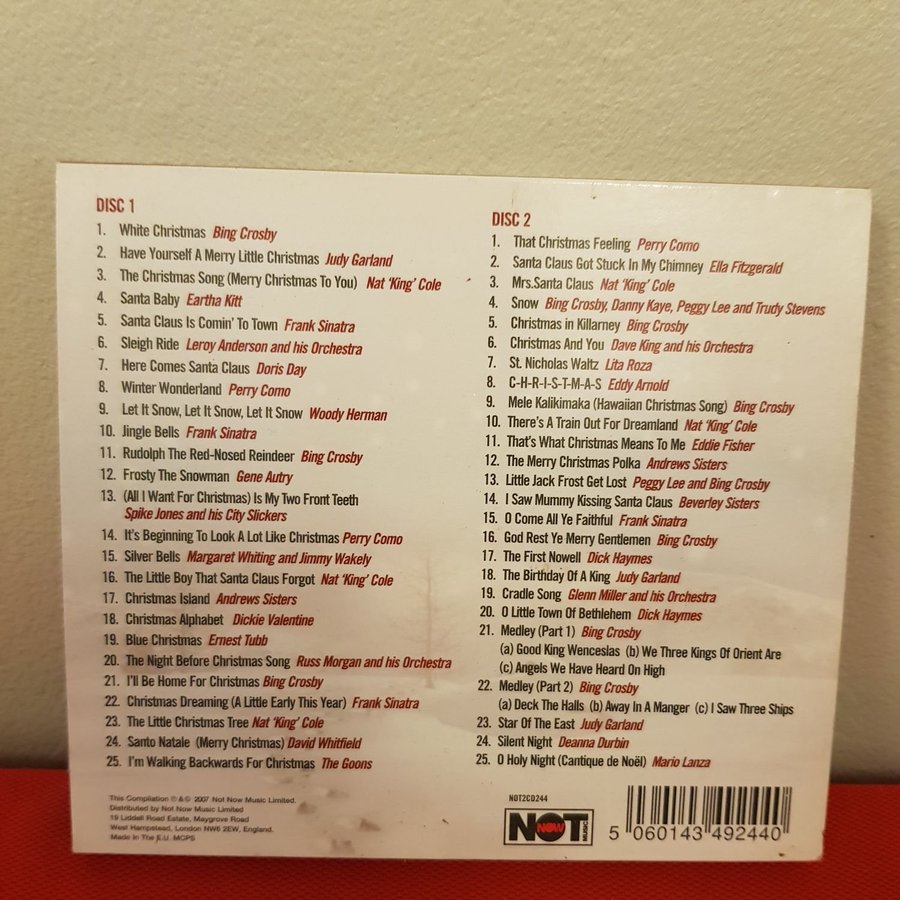 DISC 1
1. White Christmas Bing Crosby
2. Have Yourself A Merry Little Christmas Judy Garland
3. The Christmas Song (Merry Christmas To You) Nat 'King' Cole
4. Santa Baby Eartha Kitt
5. Santa Claus Is Comin' To Town Frank Sinatra
6. Sleigh Ride Leroy Anderson and his Orchestra
7. Here Comes Santa Claus Doris Day
8. Winter Wonderland Perry Como
9. Let It Snow, Let It Snow, Let It Snow Woody Herman
10. Jingle Bells Frank Sinatra
11. Rudolph The Red-Nosed Reindeer Bing Crosby
12. Frosty The Snowman Gene Autry
13. (All I Want For Christmas) Is My Two Front Teeth
Spike Jones and his City Slickers
14. It's Beginning To Look A Lot Like Christmas Perry Como
15. Silver Bells Margaret Whiting and Jimmy Wakely
16. The Little Boy That Santa Claus Forgot Nat 'King' Cole
17. Christmas Island Andrews Sisters
18. Christmas Alphabet Dickie Valentine
19. Blue Christmas Ernest Tubb
20. The Night Before Christmas Song Russ Morgan and his Orchestra
21. I'll Be Home For Christmas Bing Crosby
22. Christmas Dreaming (A Little Early This Year) Frank Sinatra
23. The Little Christmas Tree Nat 'King' Cole
24. Santo Natale (Merry Christmas) David Whitfield
25. I'm Walking Backwards For Christmas The Goons
This Compilation ℗ & © 2007 Not Now Music Limited.
Distributed by Not Now Music Limited
19 Liddell Road Estate, Maygrove Road
West Hampstead, London NW6 2EW, England.
Made In The E.U. MCPS
DISC 2
1. That Christmas Feeling Perry Como
2. Santa Claus Got Stuck In My Chimney Ella Fitzgerald
3. Mrs.Santa Claus Nat 'King' Cole
4. Snow Bing Crosby, Danny Kaye, Peggy Lee and Trudy Stevens
5. Christmas in Killarney Bing Crosby
6. Christmas And You Dave King and his Orchestra
7. St. Nicholas Waltz Lita Roza
8. C-H-R-I-S-T-M-A-S Eddy Arnold
9. Mele Kalikimaka (Hawaiian Christmas Song) Bing Crosby
10. There's A Train Out For Dreamland Nat 'King' Cole
11. That's What Christmas Means To Me Eddie Fisher
12. The Merry Christmas Polka Andrews Sisters
13. Little Jack Frost Get Lost Peggy Lee and Bing Crosby
14. I Saw Mummy Kissing Santa Claus Beverley Sisters
15. O Come All Ye Faithful Frank Sinatra
16. God Rest Ye Merry Gentlemen Bing Crosby
17. The First Nowell Dick Haymes
18. The Birthday Of A King Judy Garland
19. Cradle Song Glenn Miller and his Orchestra
20. O Little Town Of Bethlehem Dick Haymes
21. Medley (Part 1) Bing Crosby
(a) Good King Wenceslas (b) We Three Kings Of Orient Are
(c) Angels We Have Heard On High
22. Medley (Part 2) Bing Crosby
(a) Deck The Halls (b) Away In A Manger (c) I Saw Three Ships
23. Star Of The East Judy Garland
24. Silent Night Deanna Durbin
25. O Holy Night (Cantique de Noël) Mario Lanza
NOT2CD244
NOT NOW MUSIC
5 060143 492440